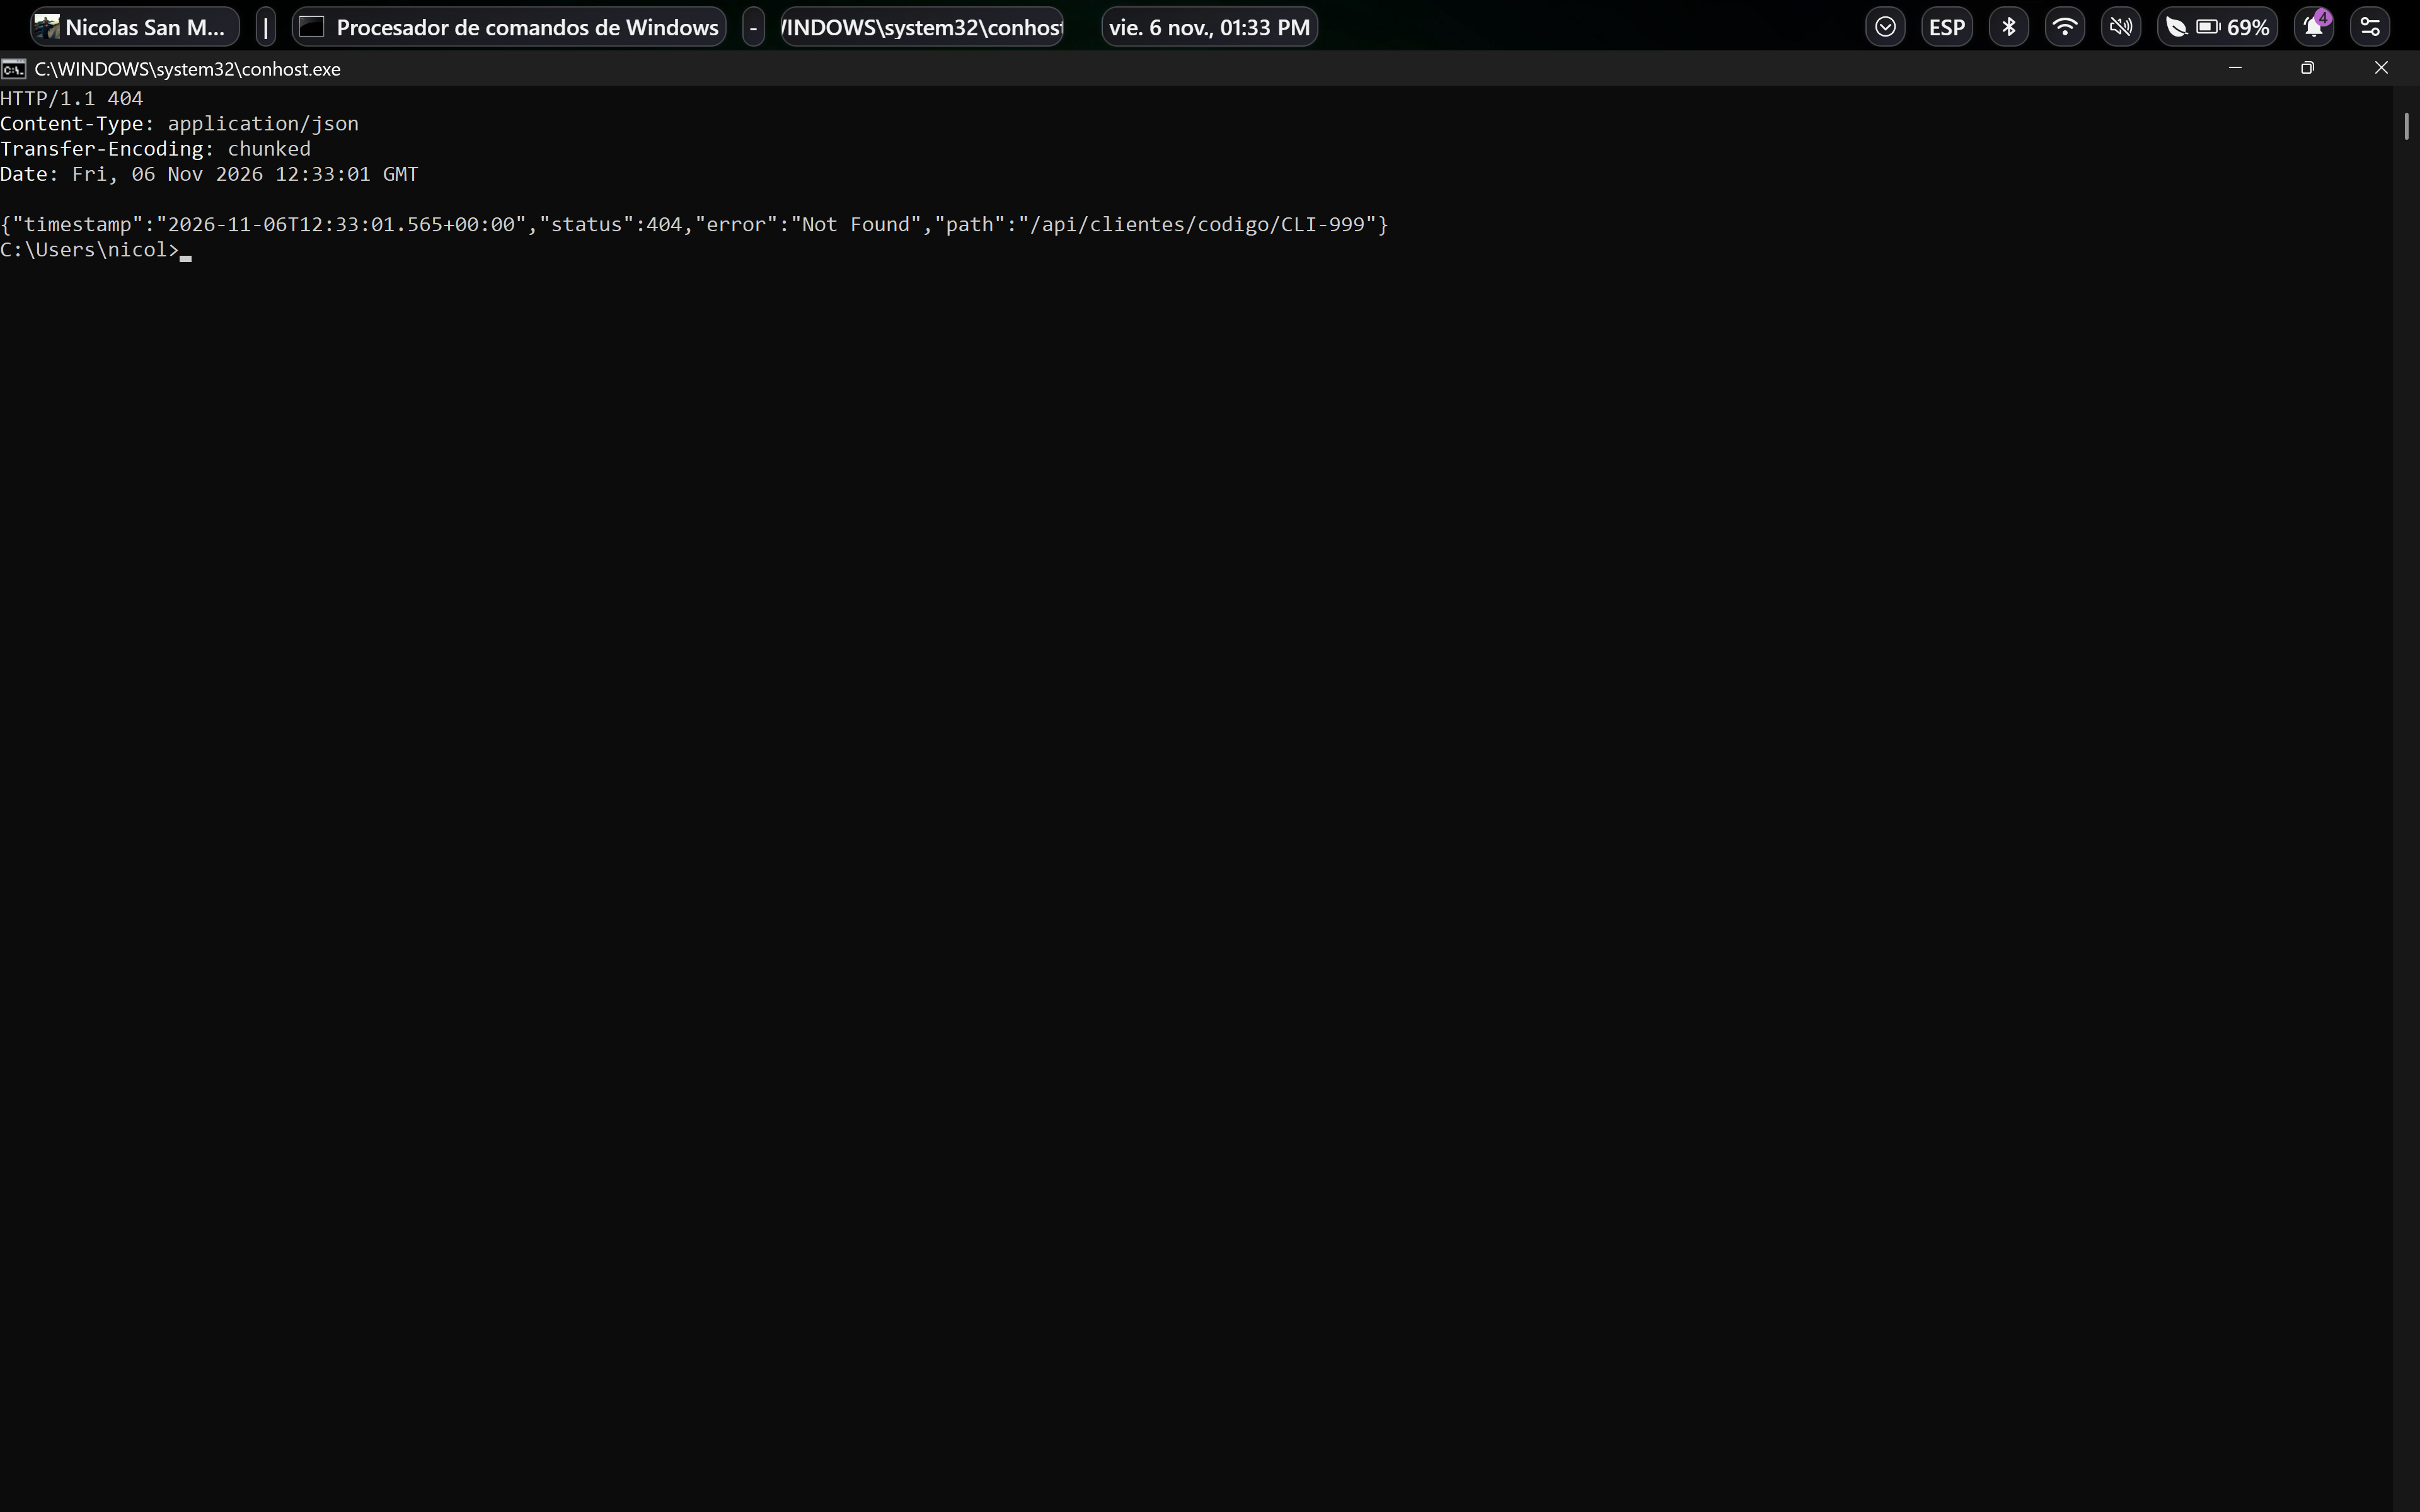 Nicolas San M...
|
Procesador de comandos de Windows
-
INDOWS\system32\conhost
vie. 6 nov., 01:33 PM
ESP
69%
4
C:\WINDOWS\system32\conhost.exe
HTTP/1.1 404
Content-Type: application/json
Transfer-Encoding: chunked
Date: Fri, 06 Nov 2026 12:33:01 GMT
{"timestamp":"2026-11-06T12:33:01.565+00:00","status":404,"error":"Not Found","path":"/api/clientes/codigo/CLI-999"}
C:\Users\nicol>